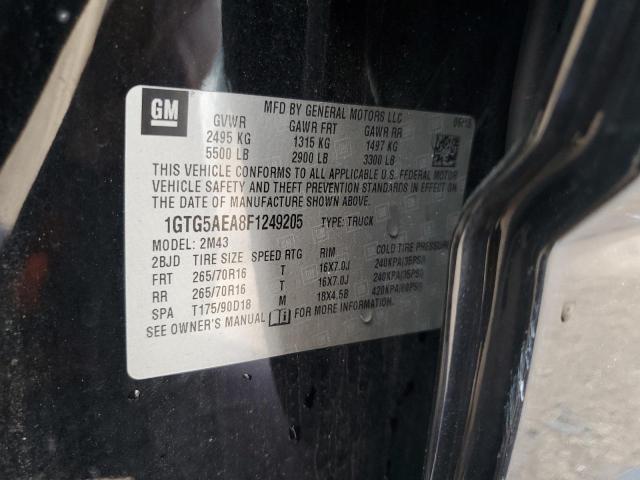 GM
MFD BY GENERAL MOTORS LLC
GVWR GAWR FRT GAWR RR
2495 KG 1315 KG 1497 KG
5500 LB 2900 LB 3300 LB
THIS VEHICLE CONFORMS TO ALL APPLICABLE U.S. FEDERAL MOTOR
VEHICLE SAFETY AND THEFT PREVENTION STANDARDS IN EFFECT ON
THE DATE OF MANUFACTURE SHOWN ABOVE.
1GTG5AEA8F1249205 TYPE: TRUCK
MODEL: 2M43
2BJD TIRE SIZE SPEED RTG RIM COLD TIRE PRESSURE
FRT 265/70R16 T 16X7.0J 240KPA(35PSI)
RR 265/70R16 T 16X7.0J 240KPA(35PSI)
SPA T175/90D18 M 18X4.5B 420KPA(60PSI)
SEE OWNER'S MANUAL FOR MORE INFORMATION.